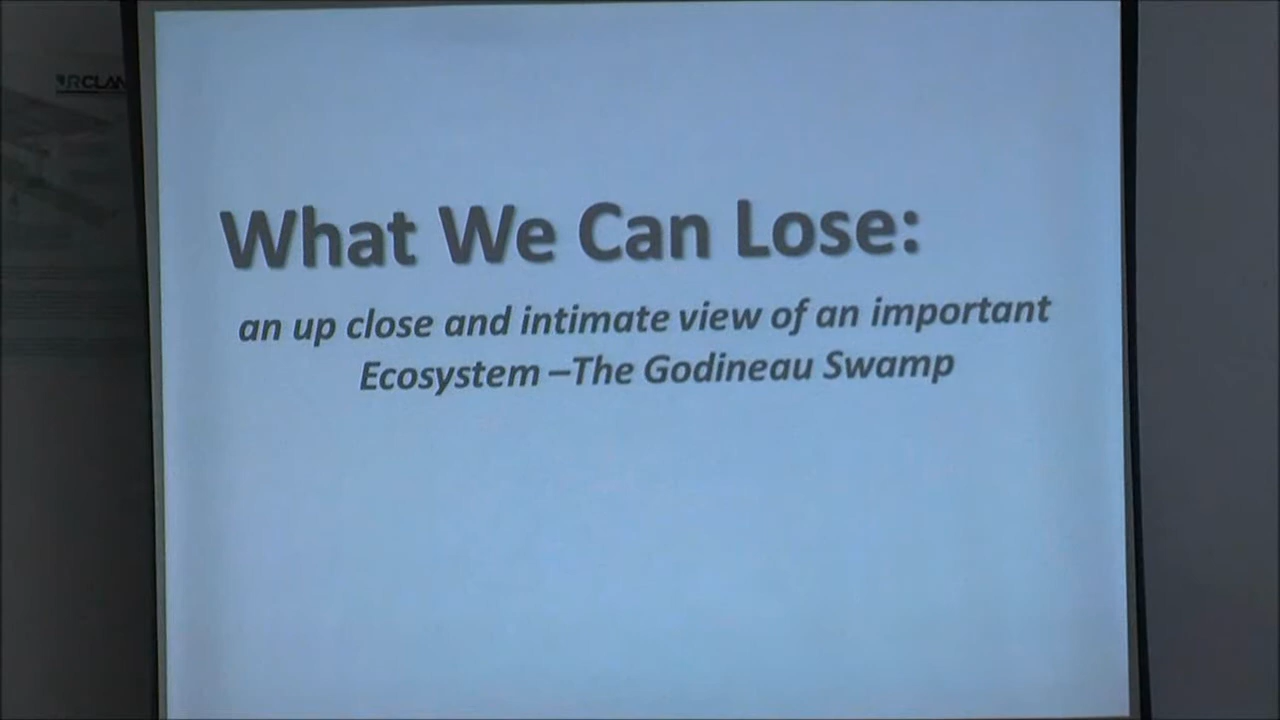 What We Can Lose:
an up close and intimate view of an important
Ecosystem –The Godineau Swamp